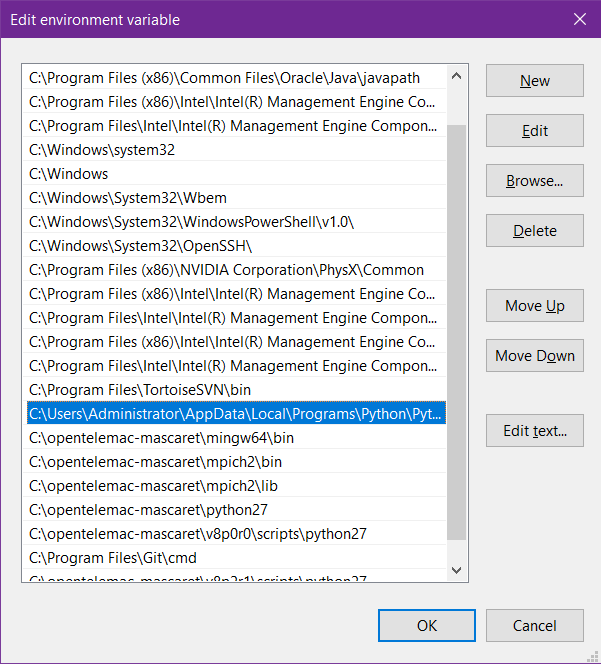 Edit environment variable
C:\Program Files (x86)\Common Files\Oracle\Java\javapath
C:\Program Files (x86)\Intel\Intel(R) Management Engine Co...
C:\Program Files\Intel\Intel(R) Management Engine Compon...
C:\Windows\system32
C:\Windows
C:\Windows\System32\Wbem
C:\Windows\System32\WindowsPowerShell\v1.0\
C:\Windows\System32\OpenSSH\
C:\Program Files (x86)\NVIDIA Corporation\PhysX\Common
C:\Program Files (x86)\Intel\Intel(R) Management Engine Co...
C:\Program Files\Intel\Intel(R) Management Engine Compon...
C:\Program Files (x86)\Intel\Intel(R) Management Engine Co...
C:\Program Files\Intel\Intel(R) Management Engine Compon...
C:\Program Files\TortoiseSVN\bin
C:\Users\Administrator\AppData\Local\Programs\Python\Pyt...
C:\opentelemac-mascaret\mingw64\bin
C:\opentelemac-mascaret\mpich2\bin
C:\opentelemac-mascaret\mpich2\lib
C:\opentelemac-mascaret\python27
C:\opentelemac-mascaret\v8p0r0\scripts\python27
C:\Program Files\Git\cmd
C:\opentelemac-mascaret\v8p2r1\scripts\python27
New
Edit
Browse...
Delete
Move Up
Move Down
Edit text...
OK
Cancel